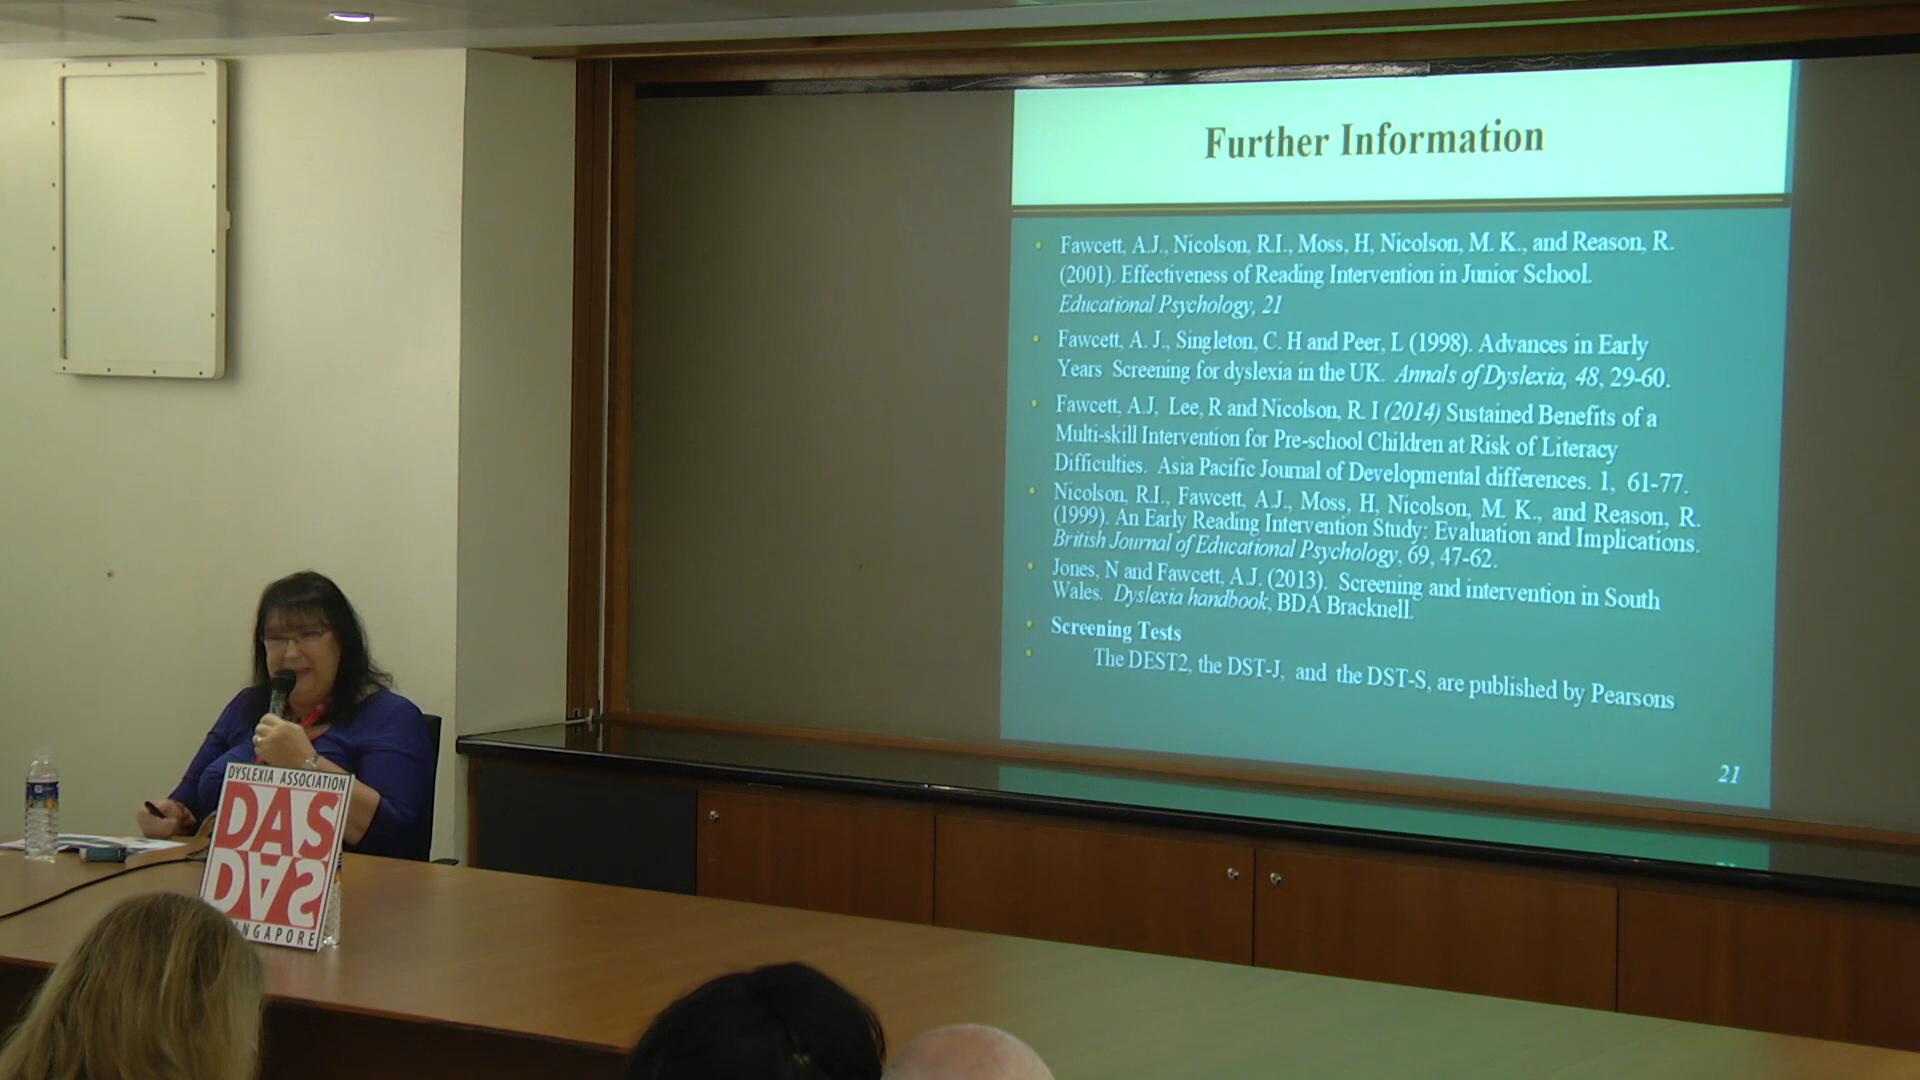 Further Information
Fawcett, A.J., Nicolson, R.I., Moss, H, Nicolson, M. K., and Reason, R.
(2001). Effectiveness of Reading Intervention in Junior School.
Educational Psychology, 21
Fawcett, A. J., Singleton, C. H and Peer, L (1998). Advances in Early
Years Screening for dyslexia in the UK. Annals of Dyslexia, 48, 29-60.
Fawcett, A.J, Lee, R and Nicolson, R. I (2014) Sustained Benefits of a
Multi-skill Intervention for Pre-school Children at Risk of Literacy
Difficulties. Asia Pacific Journal of Developmental differences. 1, 61-77.
Nicolson, R.I., Fawcett, A.J., Moss, H, Nicolson, M. K., and Reason, R.
(1999). An Early Reading Intervention Study: Evaluation and Implications.
British Journal of Educational Psychology, 69, 47-62.
Jones, N and Fawcett, A.J. (2013). Screening and intervention in South
Wales. Dyslexia handbook, BDA Bracknell.
Screening Tests
The DEST2, the DST-J, and the DST-S, are published by Pearsons
21
DYSLEXIA ASSOCIATION
DAS
DAS
NGAPORE